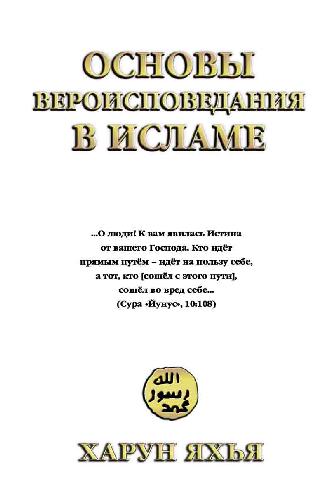 ОСНОВЫ
ВЕРОИСПОВЕДАНИЯ
В ИСЛАМЕ
...О люди! К вам явилась Истина
от вашего Господа. Кто идёт
прямым путём – идёт на пользу себе,
а тот, кто [сошёл с этого пути],
сошёл во вред себе...
(Сура «Йунус», 10:108)
الله
رسور
محمد
ХАРУН ЯХЬЯ